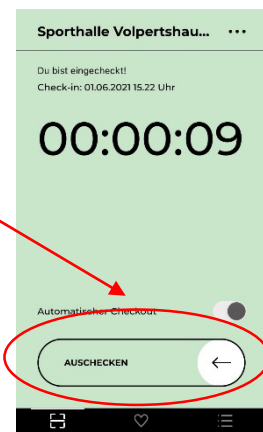 Sporthalle Volpertshau...
Du bist eingecheckt!
Check-in: 01.06.2021 15.22 Uhr
00:00:09
Automatischer Checkout
AUSCHECKEN